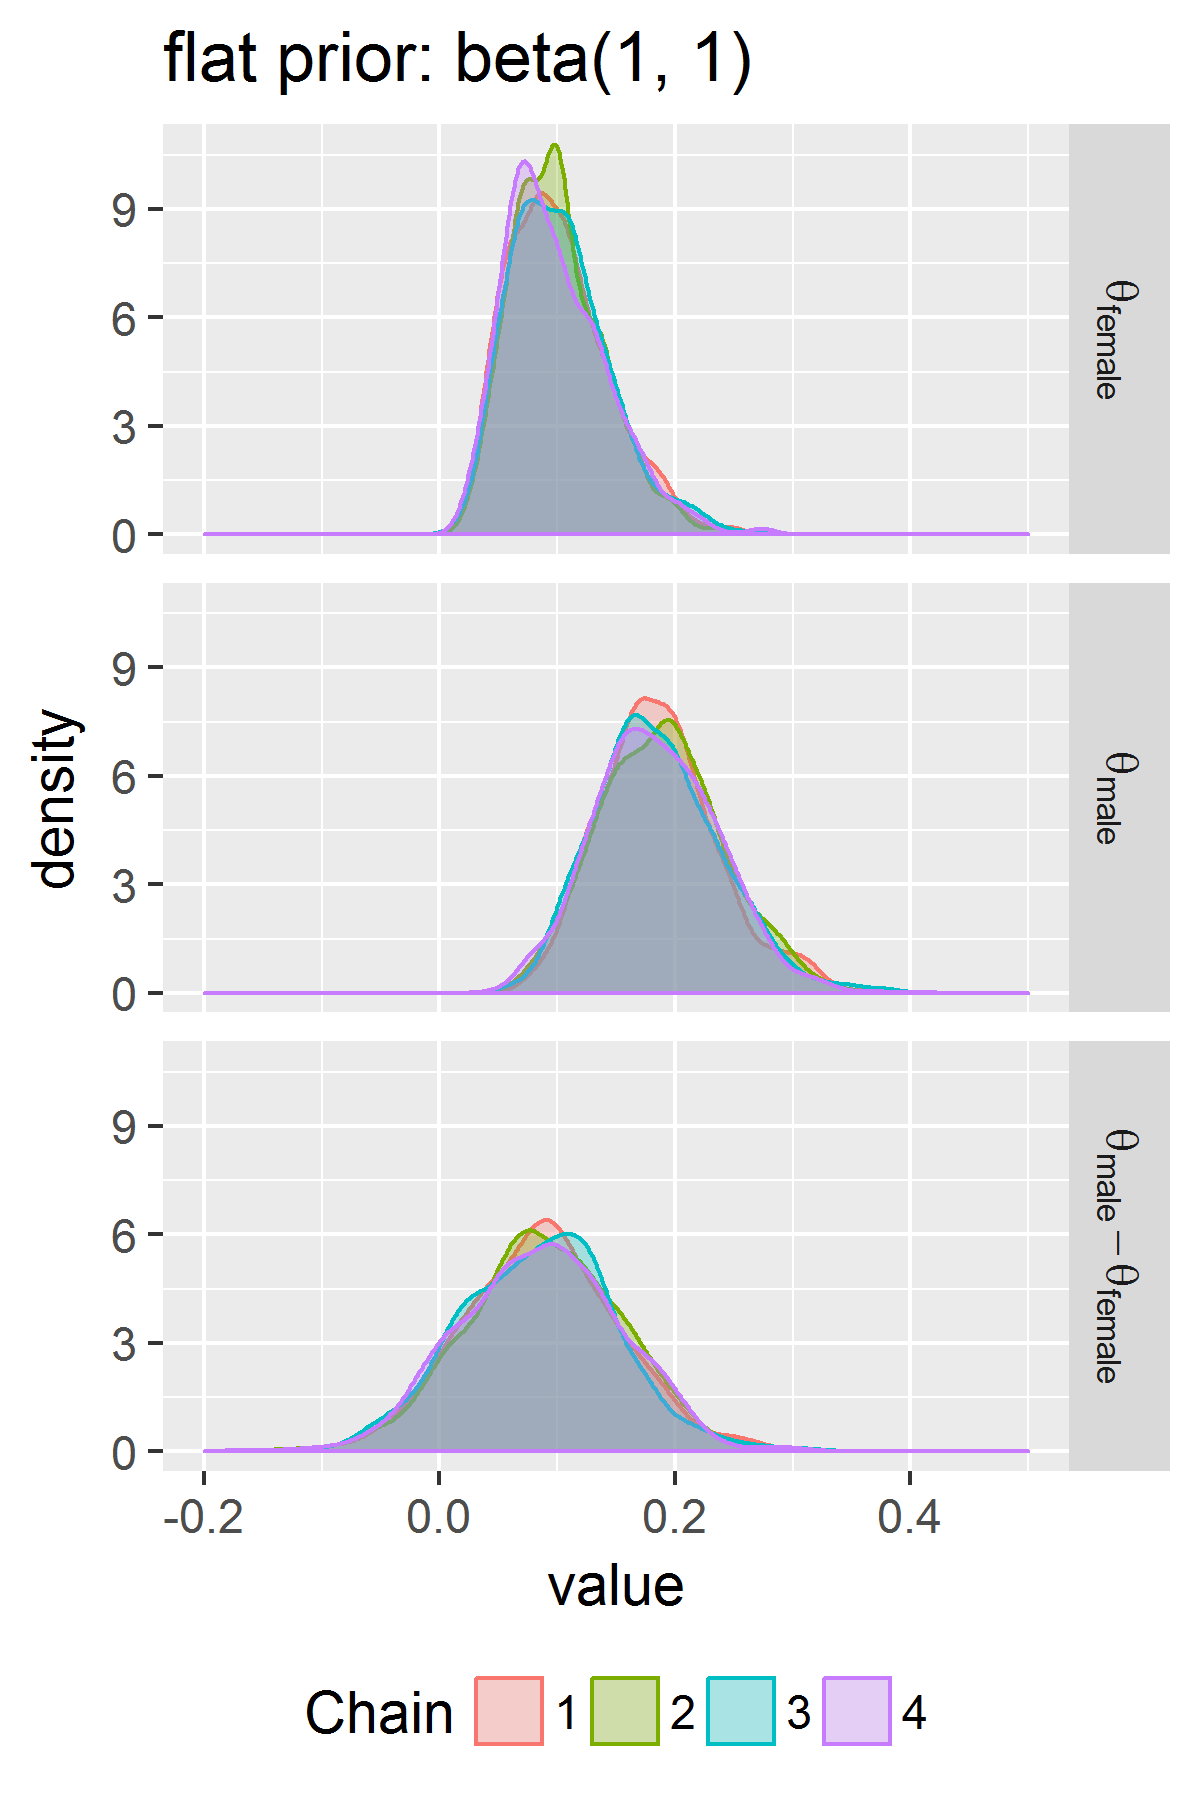 flat prior: beta(1, 1)
9
6
3
0
θfemale
9
6
3
0
θmale
9
6
3
0
θmale − θfemale
density
-0.2 0.0 0.2 0.4
value
Chain 1 2 3 4